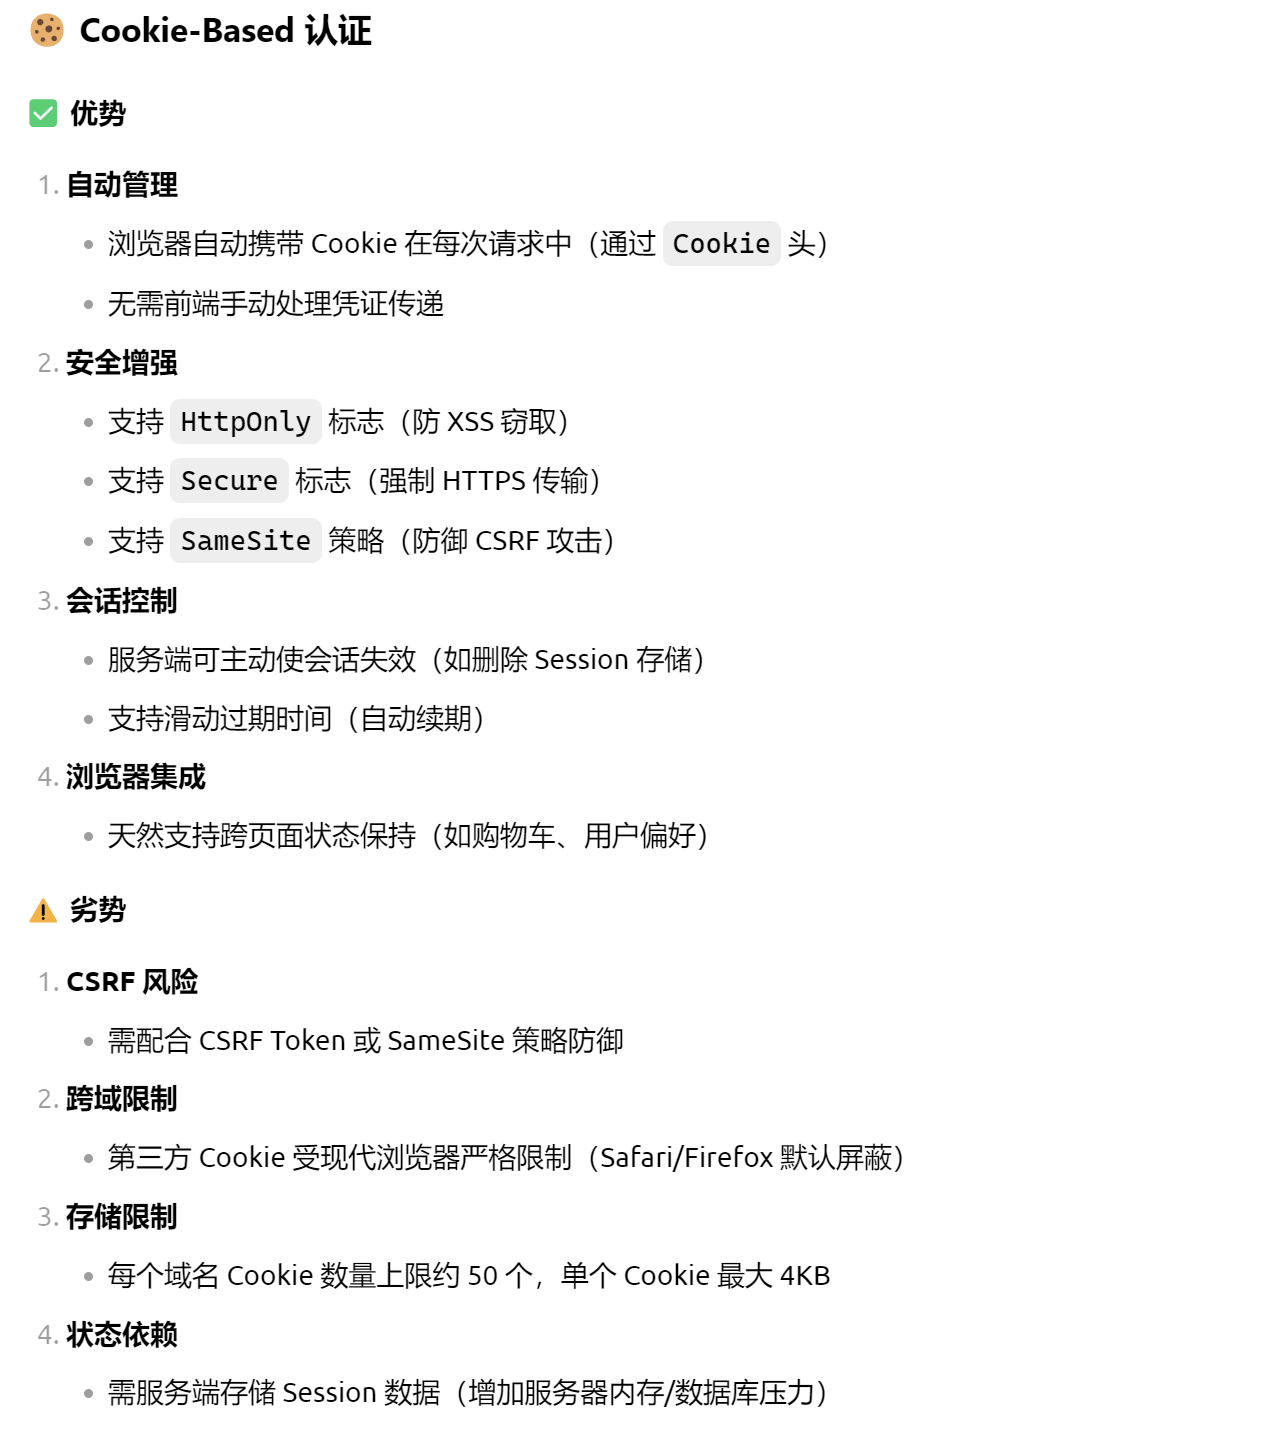 🍪 Cookie-Based 认证
✅ 优势
1. 自动管理
• 浏览器自动携带 Cookie 在每次请求中（通过 Cookie 头）
• 无需前端手动处理凭证传递
2. 安全增强
• 支持 HttpOnly 标志（防 XSS 窃取）
• 支持 Secure 标志（强制 HTTPS 传输）
• 支持 SameSite 策略（防御 CSRF 攻击）
3. 会话控制
• 服务端可主动使会话失效（如删除 Session 存储）
• 支持滑动过期时间（自动续期）
4. 浏览器集成
• 天然支持跨页面状态保持（如购物车、用户偏好）
⚠️ 劣势
1. CSRF 风险
• 需配合 CSRF Token 或 SameSite 策略防御
2. 跨域限制
• 第三方 Cookie 受现代浏览器严格限制（Safari/Firefox 默认屏蔽）
3. 存储限制
• 每个域名 Cookie 数量上限约 50 个，单个 Cookie 最大 4KB
4. 状态依赖
• 需服务端存储 Session 数据（增加服务器内存/数据库压力）